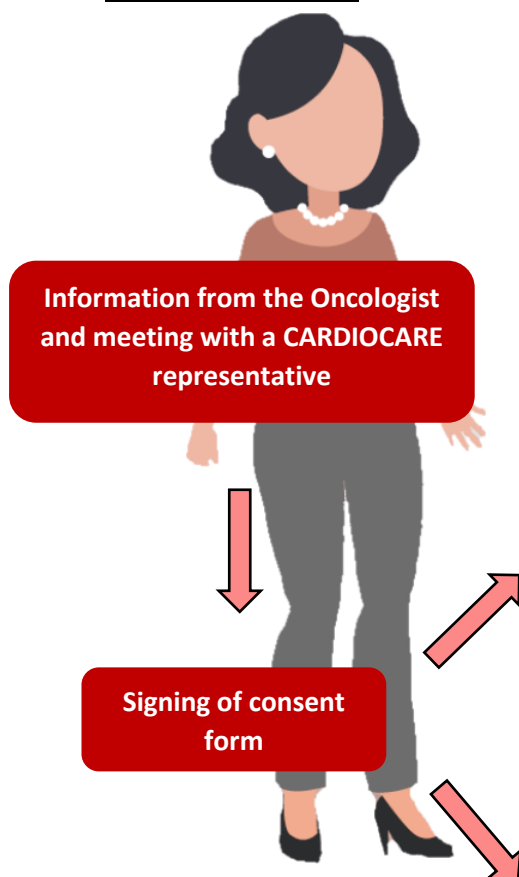 Information from the Oncologist
and meeting with a CARDIOCARE
representative
Signing of consent
form